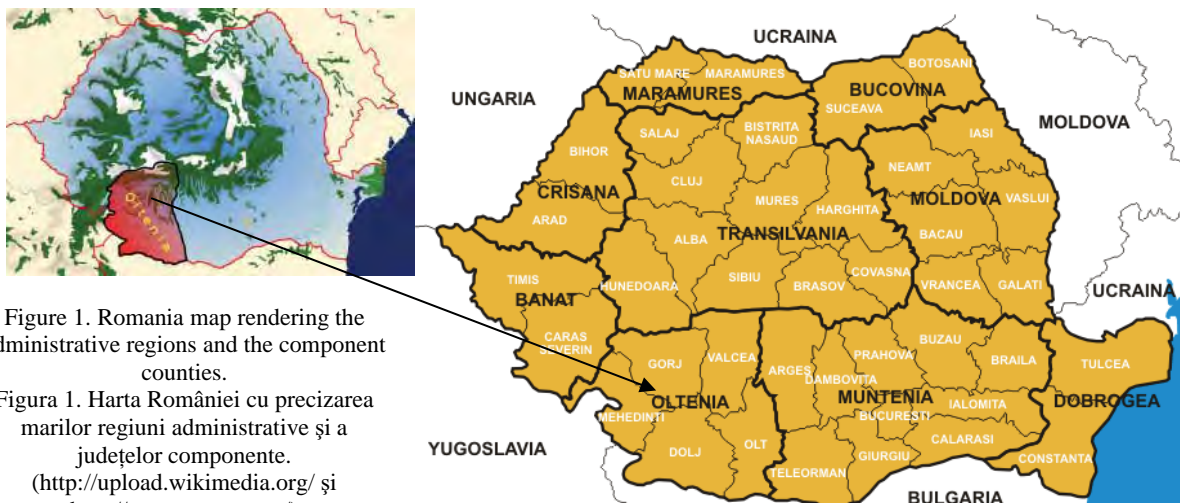 Oltenia
Figure 1. Romania map rendering the
dministrative regions and the component
counties.
Figura 1. Harta României cu precizarea
marilor regiuni administrative şi a
județelor componente.
(http://upload.wikimedia.org/ şi
UCRAINA
UNGARIA
MOLDOVA
SATU MARE
MARAMURES
MARAMURES
BOTOSANI
BUCOVINA
SUCEAVA
SALAJ
BISTRITA
NASAUD
IASI
BIHOR
NEAMT
CLUJ
CRISANA
MURES
MOLDOVA
VASLUI
HARGHITA
ARAD
ALBA
TRANSILVANIA
BACAU
TIMIS
HUNEDOARA
SIBIU
BRASOV
COVASNA
VRANCEA
GALATI
UCRAINA
BANAT
CARAS
SEVERIN
GORJ
VALCEA
ARGES
DAMBOVITA
PRAHOVA
BUZAU
BRAILA
TULCEA
OLTENIA
MUNTENIA
DOBROGEA
MEHEDINTI
BUCURESTI
IALOMITA
YUGOSLAVIA
DOLJ
OLT
TELEORMAN
GIURGIU
CALARASI
CONSTANTA
BULGARIA